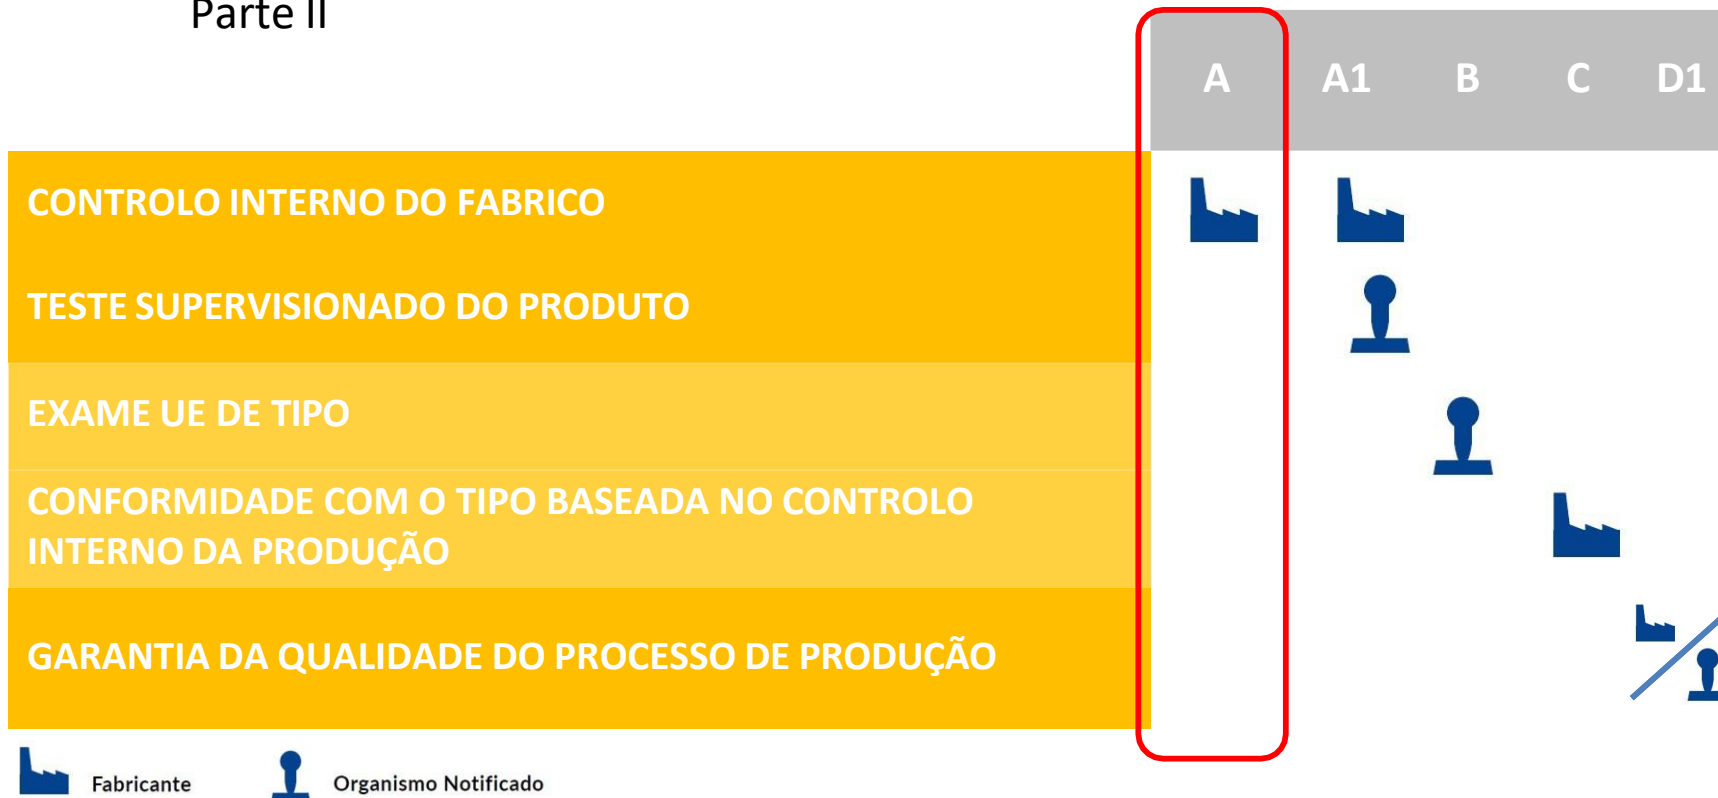 Parte II
A A1 B C D1
CONTROLO INTERNO DO FABRICO
TESTE SUPERVISIONADO DO PRODUTO
EXAME UE DE TIPO
CONFORMIDADE COM O TIPO BASEADA NO CONTROLO
INTERNO DA PRODUÇÃO
GARANTIA DA QUALIDADE DO PROCESSO DE PRODUÇÃO
Fabricante Organismo Notificado